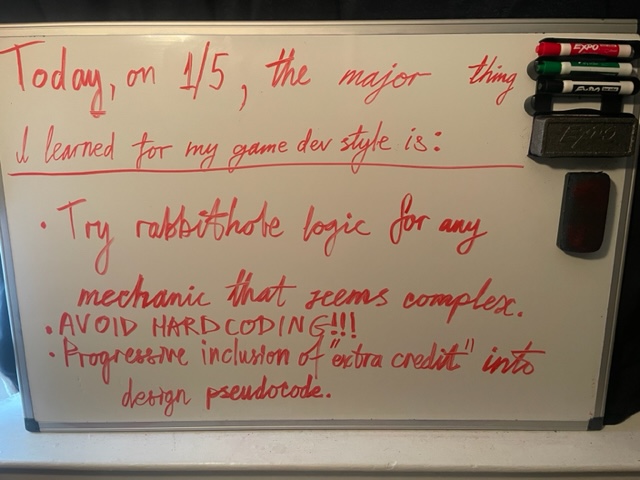 Today, on 1/5, the major thing
I learned for my game dev style is:
• Try rabbithole logic for any
mechanic that seems complex.
• AVOID HARDCODING!!!
• Progressive inclusion of "extra credit" into
design pseudocode.
EXPO
EXPO